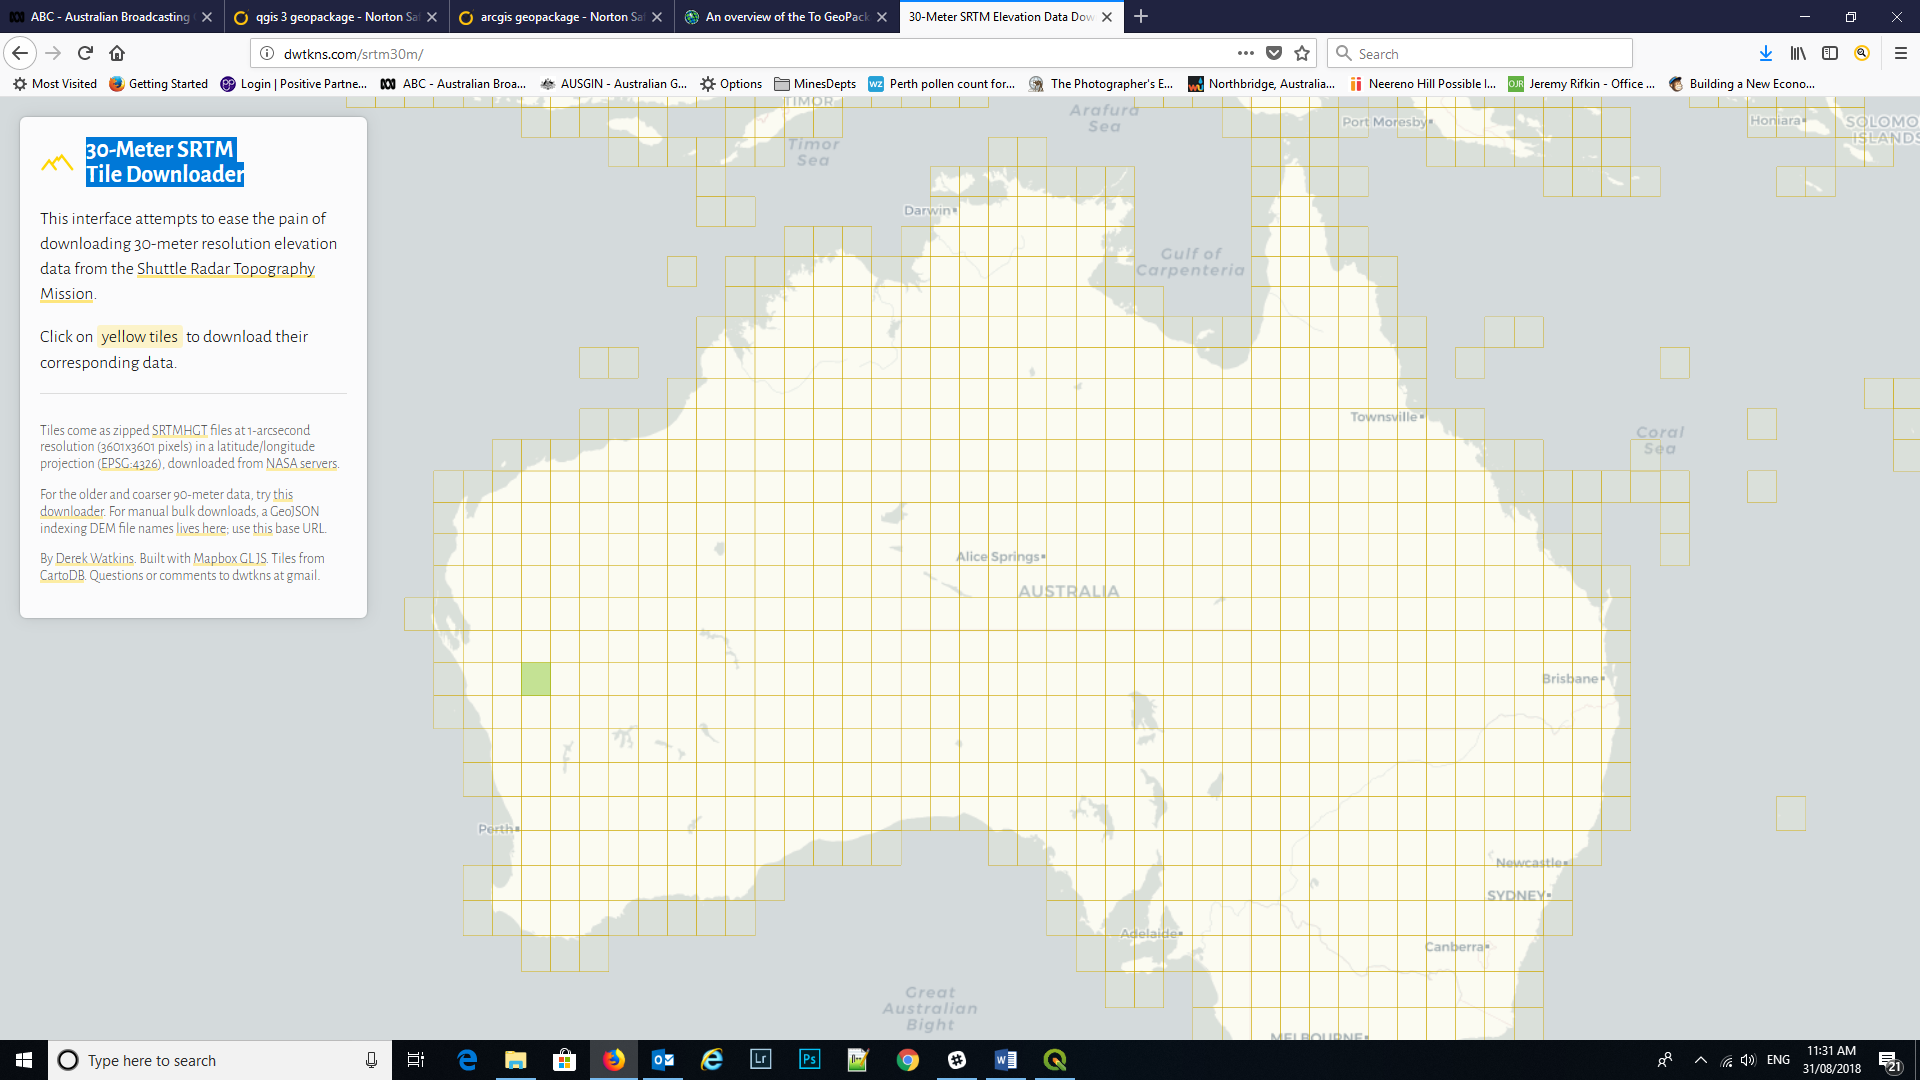 ABC - Australian Broadcasting
qgis 3 geopackage - Norton Sa
arcgis geopackage - Norton Sa
An overview of the To GeoPack
30-Meter SRTM Elevation Data Dow
dwtkns.com/srtm30m/
Search
Most Visited
Getting Started
Login | Positive Partne...
ABC - Australian Broa...
AUSGIN - Australian G...
Options
MinesDepts
Perth pollen count for...
The Photographer's E...
Northbridge, Australia...
Neereno Hill Possible I...
Jeremy Rifkin - Office ...
Building a New Econo...
30-Meter SRTM
Tile Downloader
This interface attempts to ease the pain of
downloading 30-meter resolution elevation
data from the Shuttle Radar Topography
Mission.
Click on yellow tiles to download their
corresponding data.
Tiles come as zipped SRTMHGT files at 1-arcsecond
resolution (3601x3601 pixels) in a latitude/longitude
projection (EPSG:4326), downloaded from NASA servers.
For the older and coarser 90-meter data, try this
downloader. For manual bulk downloads, a GeoJSON
indexing DEM file names lives here; use this base URL.
By Derek Watkins. Built with Mapbox GL JS. Tiles from
CartoDB. Questions or comments to dwtkns at gmail.
TIMOR
Timor
Sea
Arafura
Sea
Port Moresby
Honiara
SOLOMO
ISLANDS
Darwin
Gulf of
Carpenteria
Townsville
Coral
Sea
Alice Springs
AUSTRALIA
Brisbane
Perth
Newcastle
SYDNEY
Adelaide
Canberra
Great
Australian
Bight
MELBOURNE
Type here to search
Lr
Ps
ENG
11:31 AM
31/08/2018
21